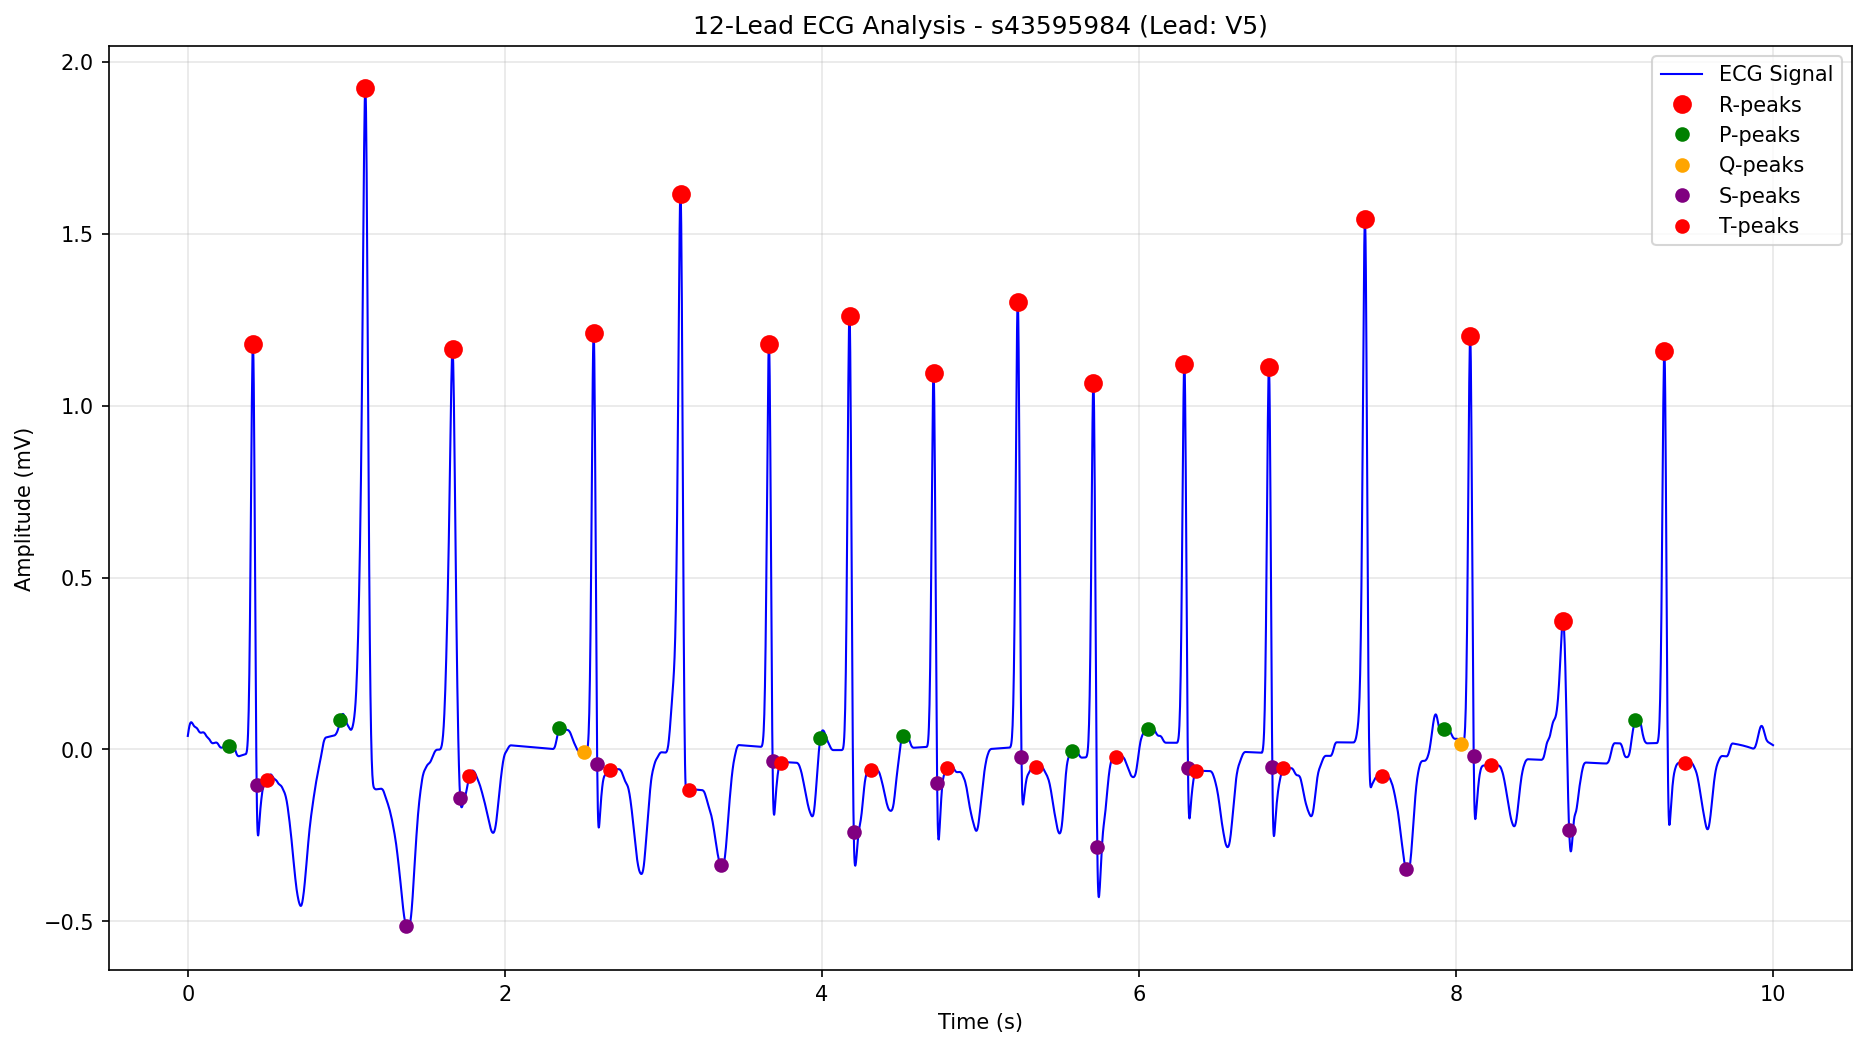 12-Lead ECG Analysis - s43595984 (Lead: V5)
ECG Signal
R-peaks
P-peaks
Q-peaks
S-peaks
T-peaks
Amplitude (mV)
2.0
1.5
1.0
0.5
0.0
−0.5
0 2 4 6 8 10
Time (s)